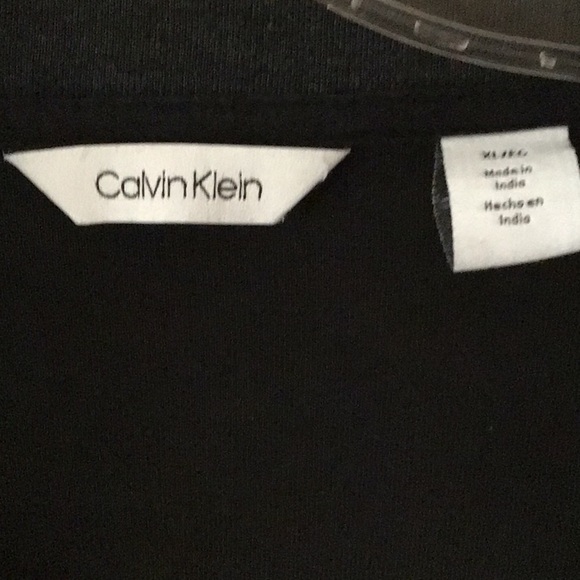 Calvin Klein
XL/EG
Made in
India
Hecho en
India